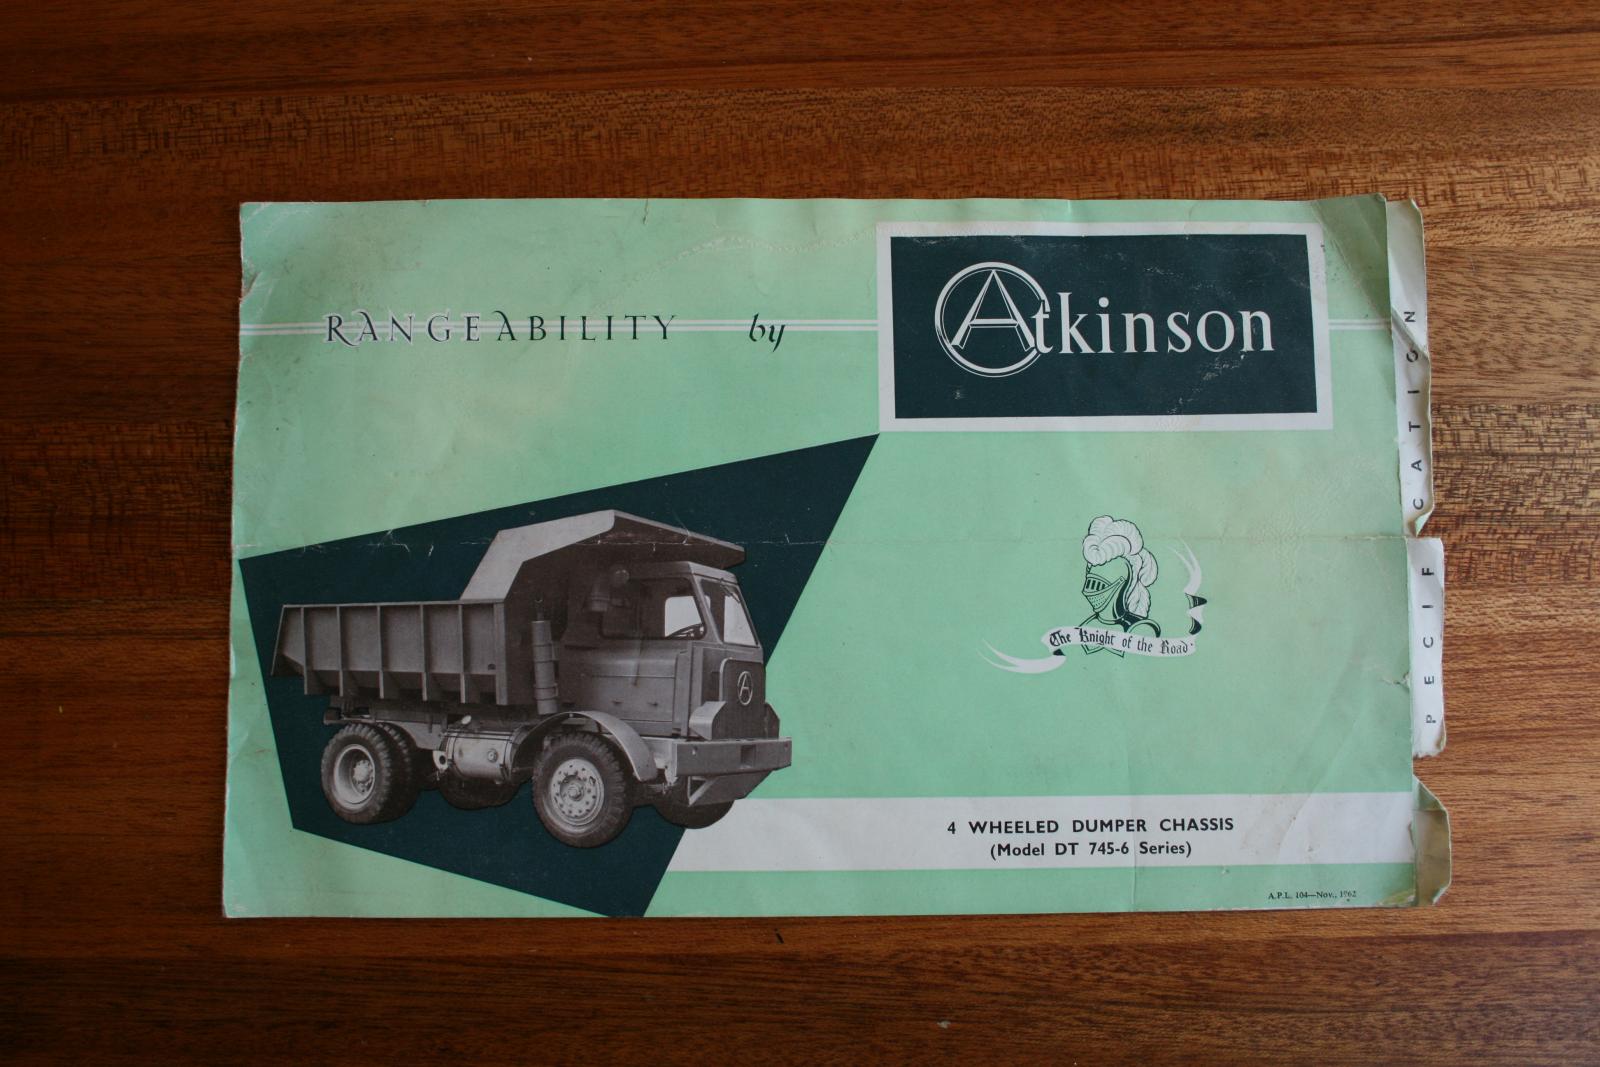 RANGEABILITY by Atkinson
The Knight of the Road
4 WHEELED DUMPER CHASSIS
(Model DT 745-6 Series)
A.P.L. 104—Nov., 1962
PECIFICATION